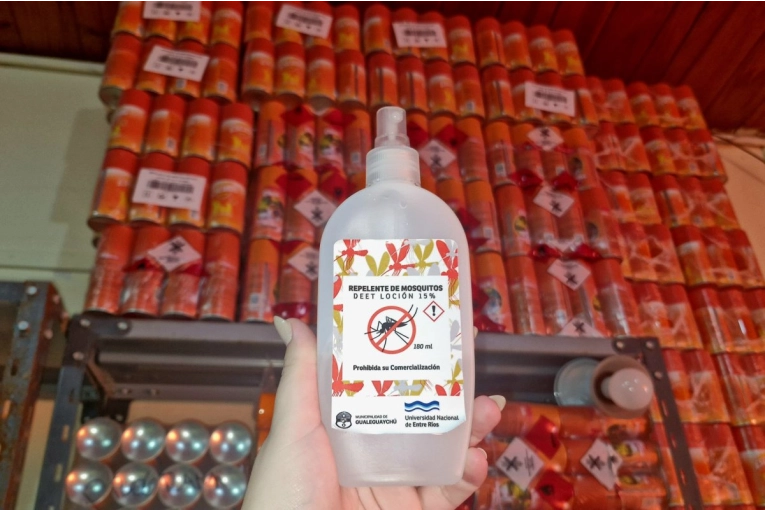 REPELENTE DE MOSQUITOS
DEET LOCIÓN 15%
180 ml
Prohibida su Comercialización
MUNICIPALIDAD DE
GUALEGUAYCHÚ
Universidad Nacional
de Entre Ríos